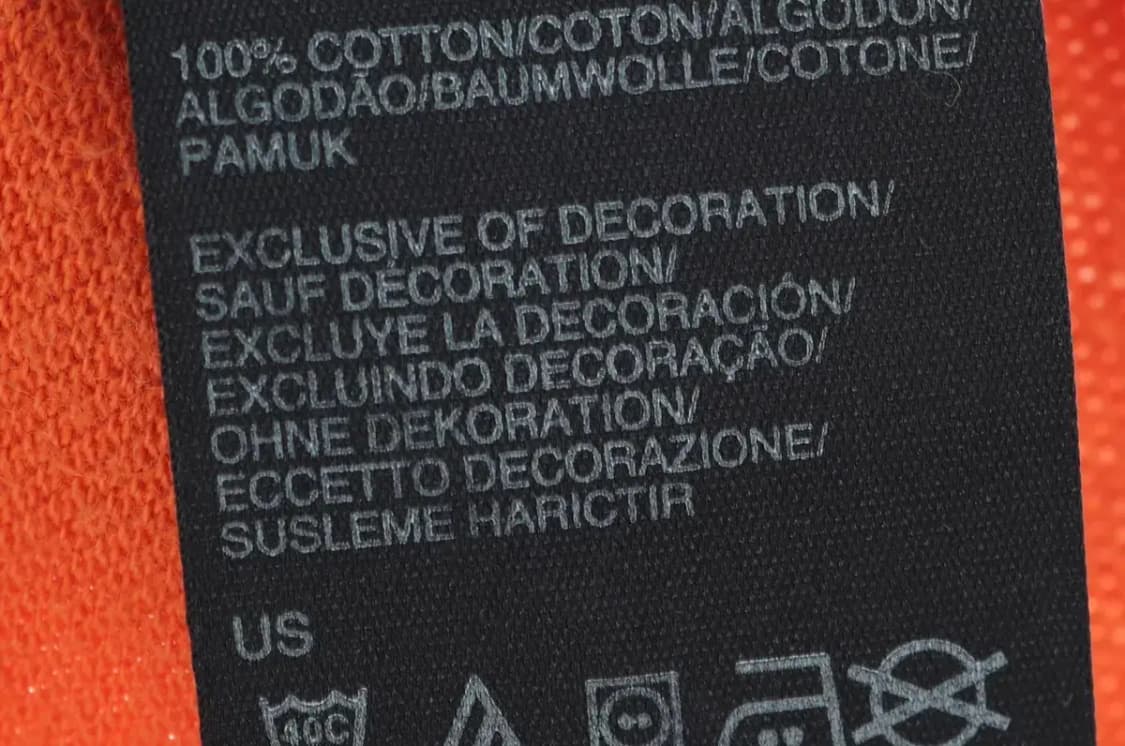 100% COTTON/COTON/ALGODON/
ALGODÃO/BAUMWOLLE/COTONE/
PAMUK
EXCLUSIVE OF DECORATION/
SAUF DÉCORATION/
EXCLUYE LA DECORACIÓN/
EXCLUINDO DECORAÇÃO/
OHNE DEKORATION/
ECCETTO DECORAZIONE/
SUSLEME HARICTIR
US
40C